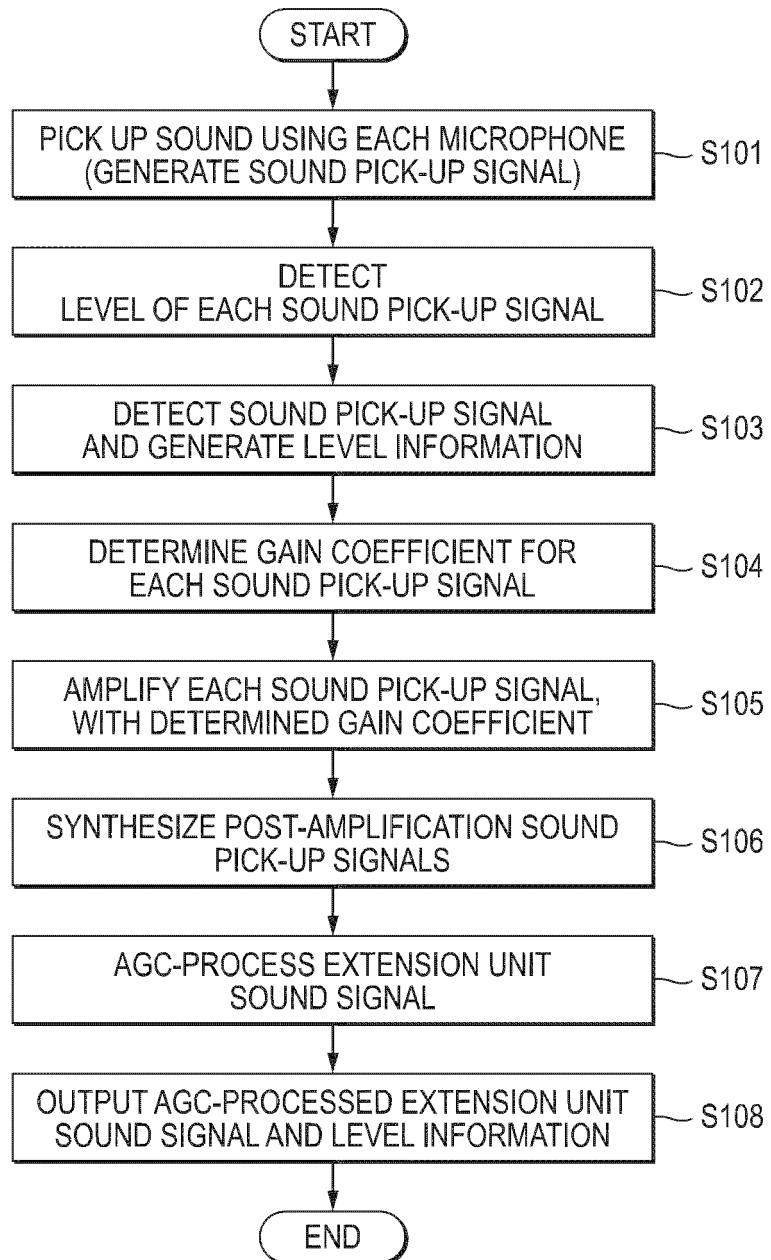 START
PICK UP SOUND USING EACH MICROPHONE
(GENERATE SOUND PICK-UP SIGNAL)
S101
DETECT
LEVEL OF EACH SOUND PICK-UP SIGNAL
S102
DETECT SOUND PICK-UP SIGNAL
AND GENERATE LEVEL INFORMATION
S103
DETERMINE GAIN COEFFICIENT FOR
EACH SOUND PICK-UP SIGNAL
S104
AMPLIFY EACH SOUND PICK-UP SIGNAL,
WITH DETERMINED GAIN COEFFICIENT
S105
SYNTHESIZE POST-AMPLIFICATION SOUND
PICK-UP SIGNALS
S106
AGC-PROCESS EXTENSION UNIT
SOUND SIGNAL
S107
OUTPUT AGC-PROCESSED EXTENSION UNIT
SOUND SIGNAL AND LEVEL INFORMATION
S108
END